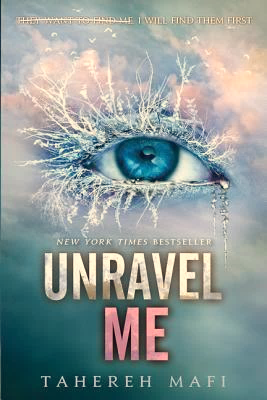 THEY WANT TO FIND ME. I WILL FIND THEM FIRST.
NEW YORK TIMES BESTSELLER
UNRAVEL
ME
TAHEREH MAFI